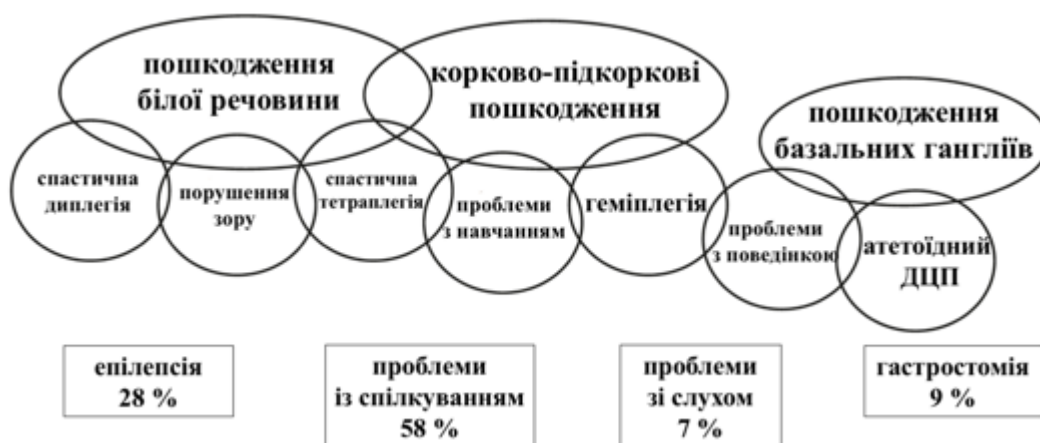 пошкодження
білої речовини
корково-підкоркові
пошкодження
пошкодження
базальних гангліїв
спастична
диплегія
порушення
зору
спастична
тетраплегія
проблеми
з навчанням
геміплегія
проблеми
з поведінкою
атетоїдний
ДЦП
епілепсія
28 %
проблеми
із спілкуванням
58 %
проблеми
зі слухом
7 %
гастростомія
9 %